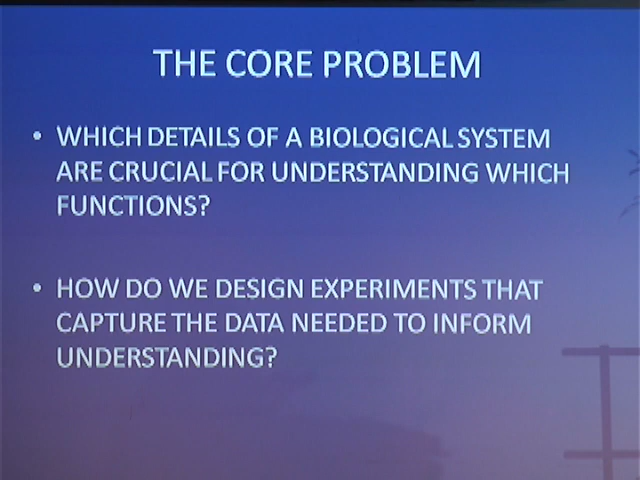 THE CORE PROBLEM
• WHICH DETAILS OF A BIOLOGICAL SYSTEM
ARE CRUCIAL FOR UNDERSTANDING WHICH
FUNCTIONS?
• HOW DO WE DESIGN EXPERIMENTS THAT
CAPTURE THE DATA NEEDED TO INFORM
UNDERSTANDING?